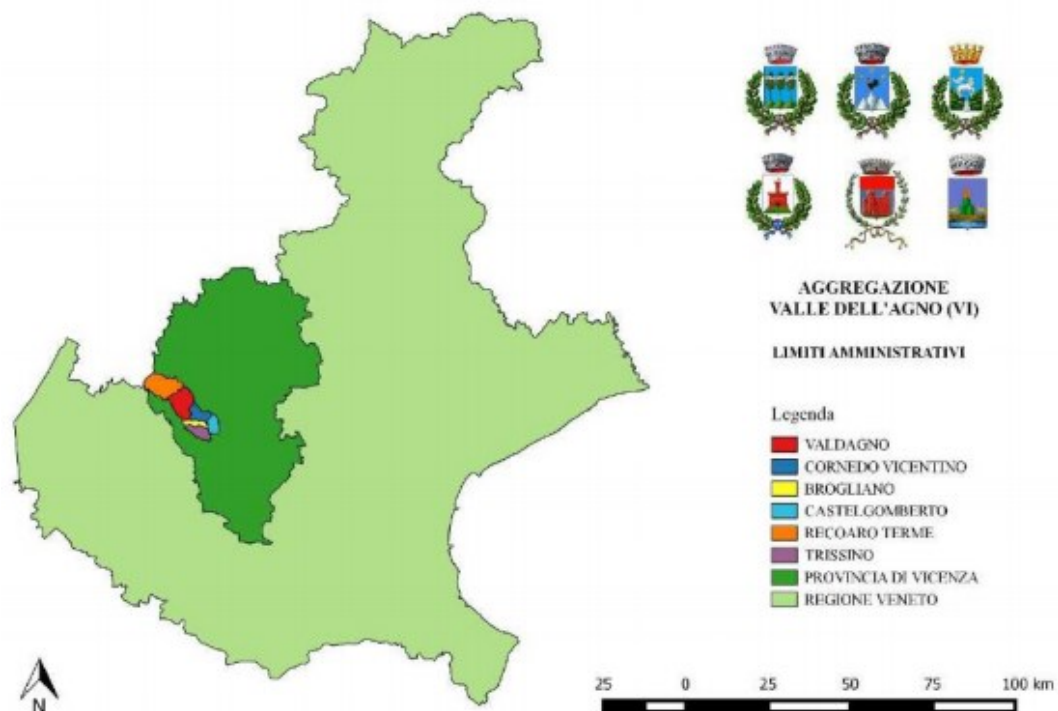 AGGREGAZIONE
VALLE DELL'AGNO (VI)
LIMITI AMMINISTRATIVI
Legenda
VALDAGNO
CORNEDO VICENTINO
BROGLIANO
CASTELGOMBERTO
RECOARO TERME
TRISSINO
PROVINCIA DI VICENZA
REGIONE VENETO
N
25 0 25 50 75 100 km